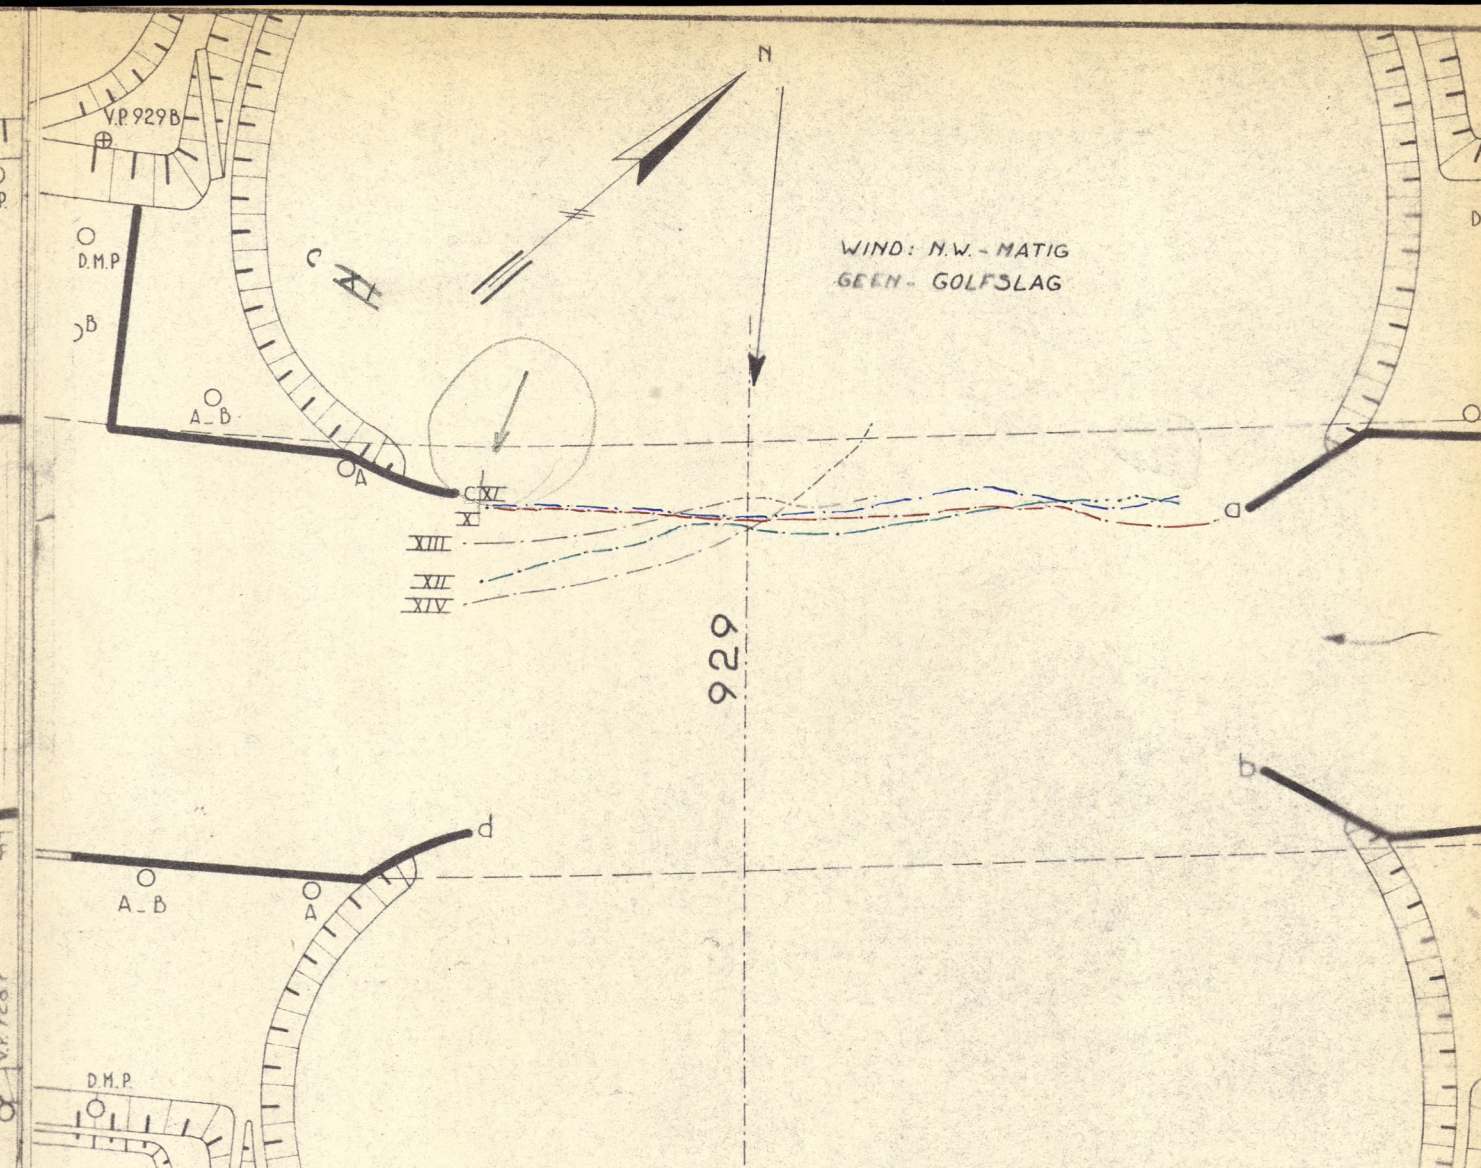 N
V.P. 929B
WIND: N.W. - MATIG
GEEN - GOLFSLAG
D.M.P
C XI
B
A_B
A
C XI
X
a
XIII
XII
XIV
929
b
d
A_B
A
D.M.P.